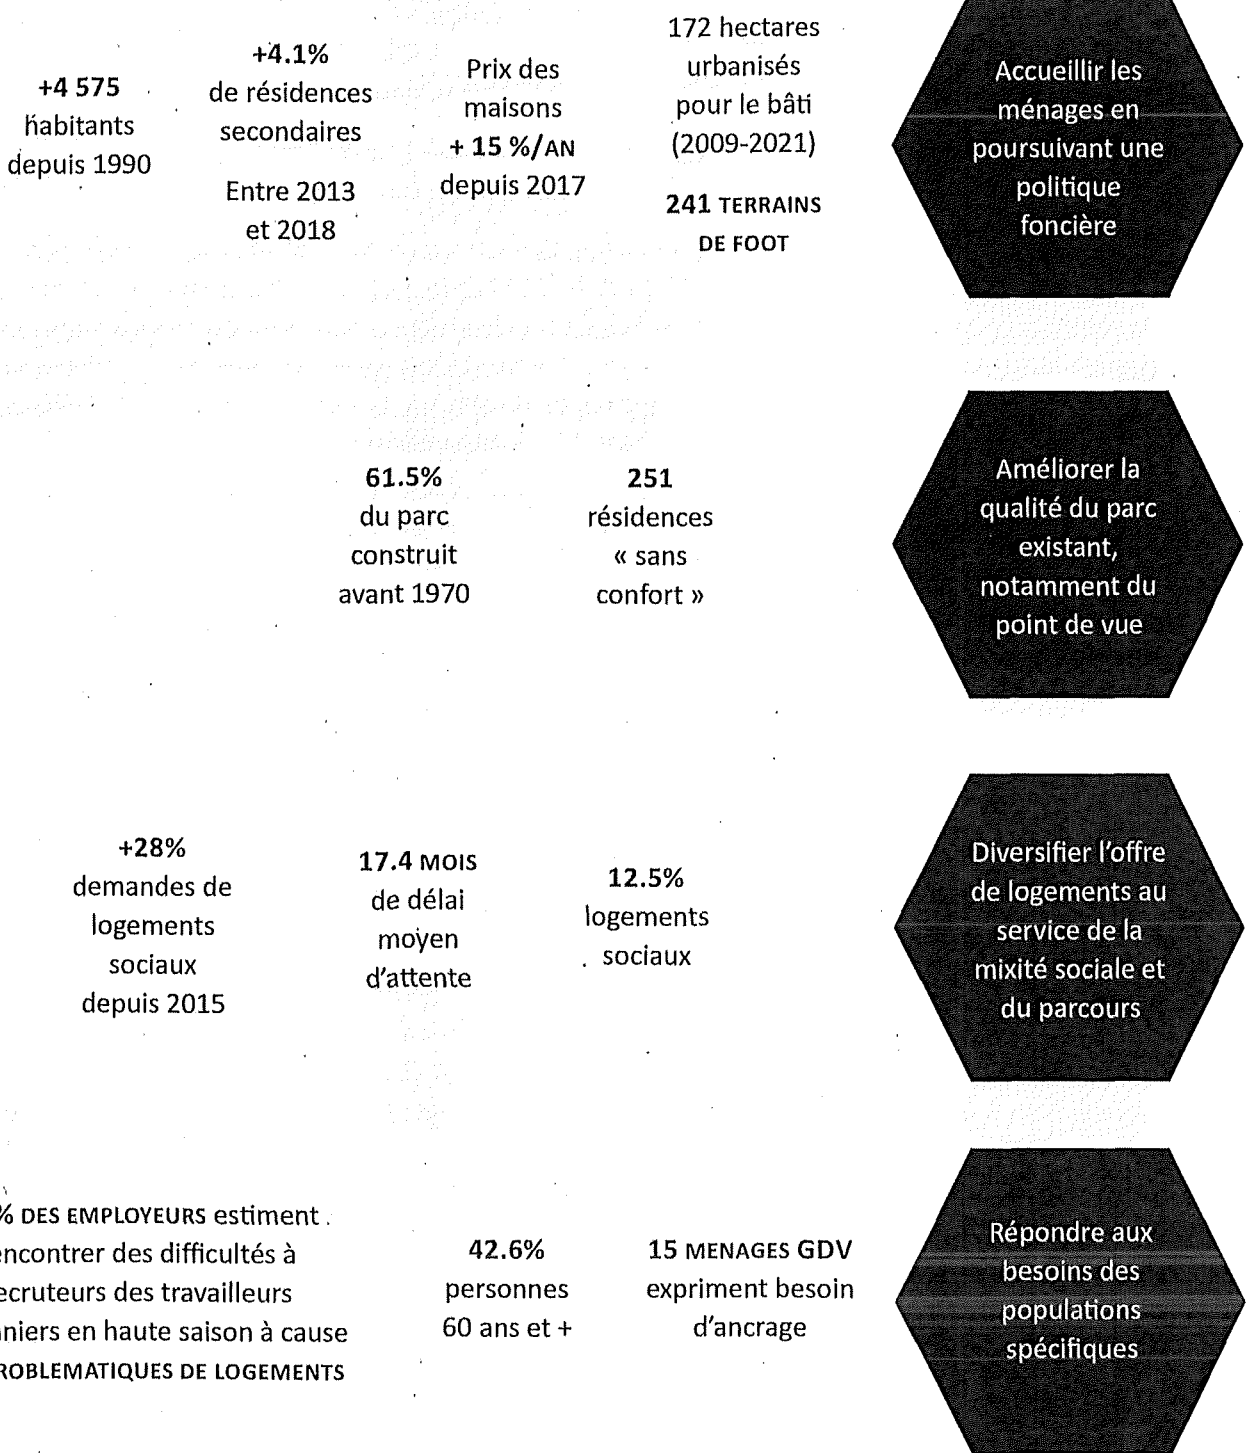 +4 575
habitants
depuis 1990
+4.1%
de résidences
secondaires
Entre 2013
et 2018
Prix des
maisons
+ 15 %/AN
depuis 2017
172 hectares
urbanisés
pour le bâti
(2009-2021)
241 TERRAINS
DE FOOT
Accueillir les
ménages en
poursuivant une
politique
foncière
61.5%
du parc
construit
avant 1970
251
résidences
« sans
confort »
Améliorer la
qualité du parc
existant,
notamment du
point de vue
+28%
demandes de
logements
sociaux
depuis 2015
17.4 MOIS
de délai
moyen
d'attente
12.5%
logements
sociaux
Diversifier l'offre
de logements au
service de la
mixité sociale et
du parcours
% DES EMPLOYEURS estiment
encontrer des difficultés à
ecruteurs des travailleurs
niers en haute saison à cause
ROBLEMATIQUES DE LOGEMENTS
42.6%
personnes
60 ans et +
15 MENAGES GDV
expriment besoin
d'ancrage
Répondre aux
besoins des
populations
spécifiques